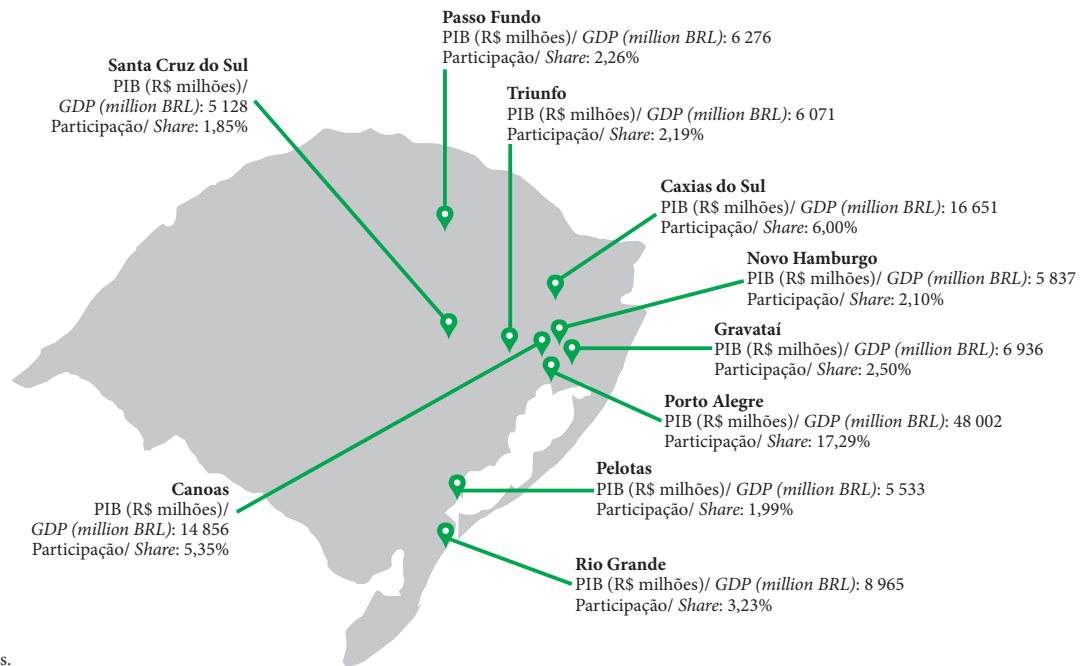 Passo Fundo
PIB (R$ milhões)/ GDP (million BRL): 6 276
Participação/ Share: 2,26%
Santa Cruz do Sul
PIB (R$ milhões)/
GDP (million BRL): 5 128
Participação/ Share: 1,85%
Triunfo
PIB (R$ milhões)/ GDP (million BRL): 6 071
Participação/ Share: 2,19%
Caxias do Sul
PIB (R$ milhões)/ GDP (million BRL): 16 651
Participação/ Share: 6,00%
Novo Hamburgo
PIB (R$ milhões)/ GDP (million BRL): 5 837
Participação/ Share: 2,10%
Gravataí
PIB (R$ milhões)/ GDP (million BRL): 6 936
Participação/ Share: 2,50%
Porto Alegre
PIB (R$ milhões)/ GDP (million BRL): 48 002
Participação/ Share: 17,29%
Pelotas
PIB (R$ milhões)/ GDP (million BRL): 5 533
Participação/ Share: 1,99%
Canoas
PIB (R$ milhões)/
GDP (million BRL): 14 856
Participação/ Share: 5,35%
Rio Grande
PIB (R$ milhões)/ GDP (million BRL): 8 965
Participação/ Share: 3,23%
s.